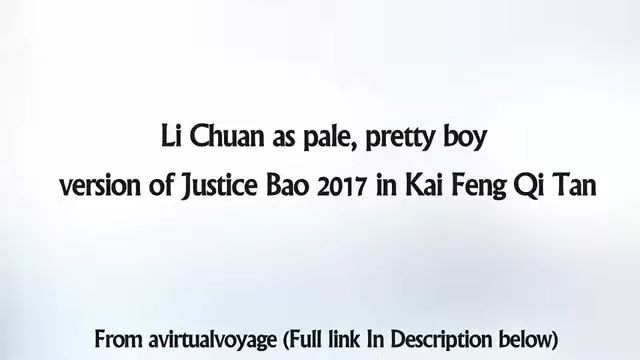 Li Chuan as pale, pretty boy
version of Justice Bao 2017 in Kai Feng Qi Tan
From avirtualvoyage (Full link In Description below)